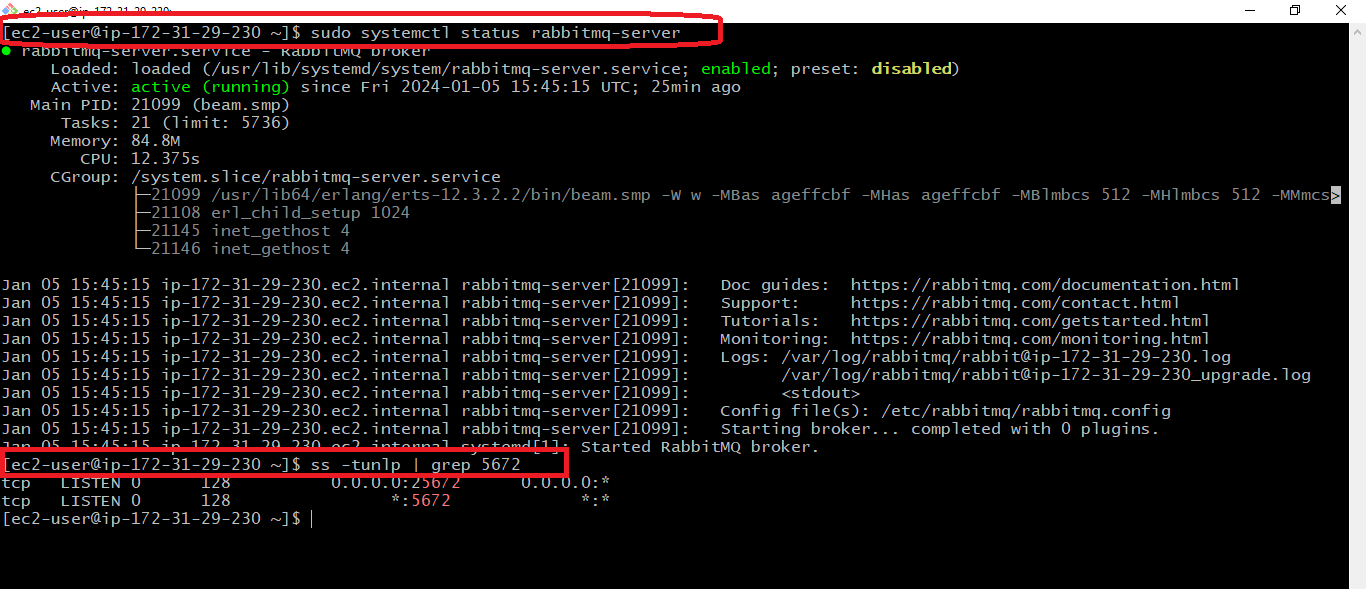 ec2-user@ip-172-31-29-230:
[ec2-user@ip-172-31-29-230 ~]$ sudo systemctl status rabbitmq-server
● rabbitmq-server.service - RabbitMQ broker
Loaded: loaded (/usr/lib/systemd/system/rabbitmq-server.service; enabled; preset: disabled)
Active: active (running) since Fri 2024-01-05 15:45:15 UTC; 25min ago
Main PID: 21099 (beam.smp)
Tasks: 21 (limit: 5736)
Memory: 84.8M
CPU: 12.375s
CGroup: /system.slice/rabbitmq-server.service
├─21099 /usr/lib64/erlang/erts-12.3.2.2/bin/beam.smp -W w -MBas ageffcbf -MHas ageffcbf -MBlmbcs 512 -MHlmbcs 512 -MMmcs>
├─21108 erl_child_setup 1024
├─21145 inet_gethost 4
└─21146 inet_gethost 4
Jan 05 15:45:15 ip-172-31-29-230.ec2.internal rabbitmq-server[21099]:   Doc guides:  https://rabbitmq.com/documentation.html
Jan 05 15:45:15 ip-172-31-29-230.ec2.internal rabbitmq-server[21099]:   Support:     https://rabbitmq.com/contact.html
Jan 05 15:45:15 ip-172-31-29-230.ec2.internal rabbitmq-server[21099]:   Tutorials:   https://rabbitmq.com/getstarted.html
Jan 05 15:45:15 ip-172-31-29-230.ec2.internal rabbitmq-server[21099]:   Monitoring:  https://rabbitmq.com/monitoring.html
Jan 05 15:45:15 ip-172-31-29-230.ec2.internal rabbitmq-server[21099]:   Logs: /var/log/rabbitmq/rabbit@ip-172-31-29-230.log
Jan 05 15:45:15 ip-172-31-29-230.ec2.internal rabbitmq-server[21099]:         /var/log/rabbitmq/rabbit@ip-172-31-29-230_upgrade.log
Jan 05 15:45:15 ip-172-31-29-230.ec2.internal rabbitmq-server[21099]:         <stdout>
Jan 05 15:45:15 ip-172-31-29-230.ec2.internal rabbitmq-server[21099]:   Config file(s): /etc/rabbitmq/rabbitmq.config
Jan 05 15:45:15 ip-172-31-29-230.ec2.internal rabbitmq-server[21099]:   Starting broker... completed with 0 plugins.
Jan 05 15:45:15 ip-172-31-29-230.ec2.internal systemd[1]: Started RabbitMQ broker.
[ec2-user@ip-172-31-29-230 ~]$ ss -tunlp | grep 5672
tcp   LISTEN 0      128          0.0.0.0:25672      0.0.0.0:*
tcp   LISTEN 0      128                *:5672             *:*
[ec2-user@ip-172-31-29-230 ~]$